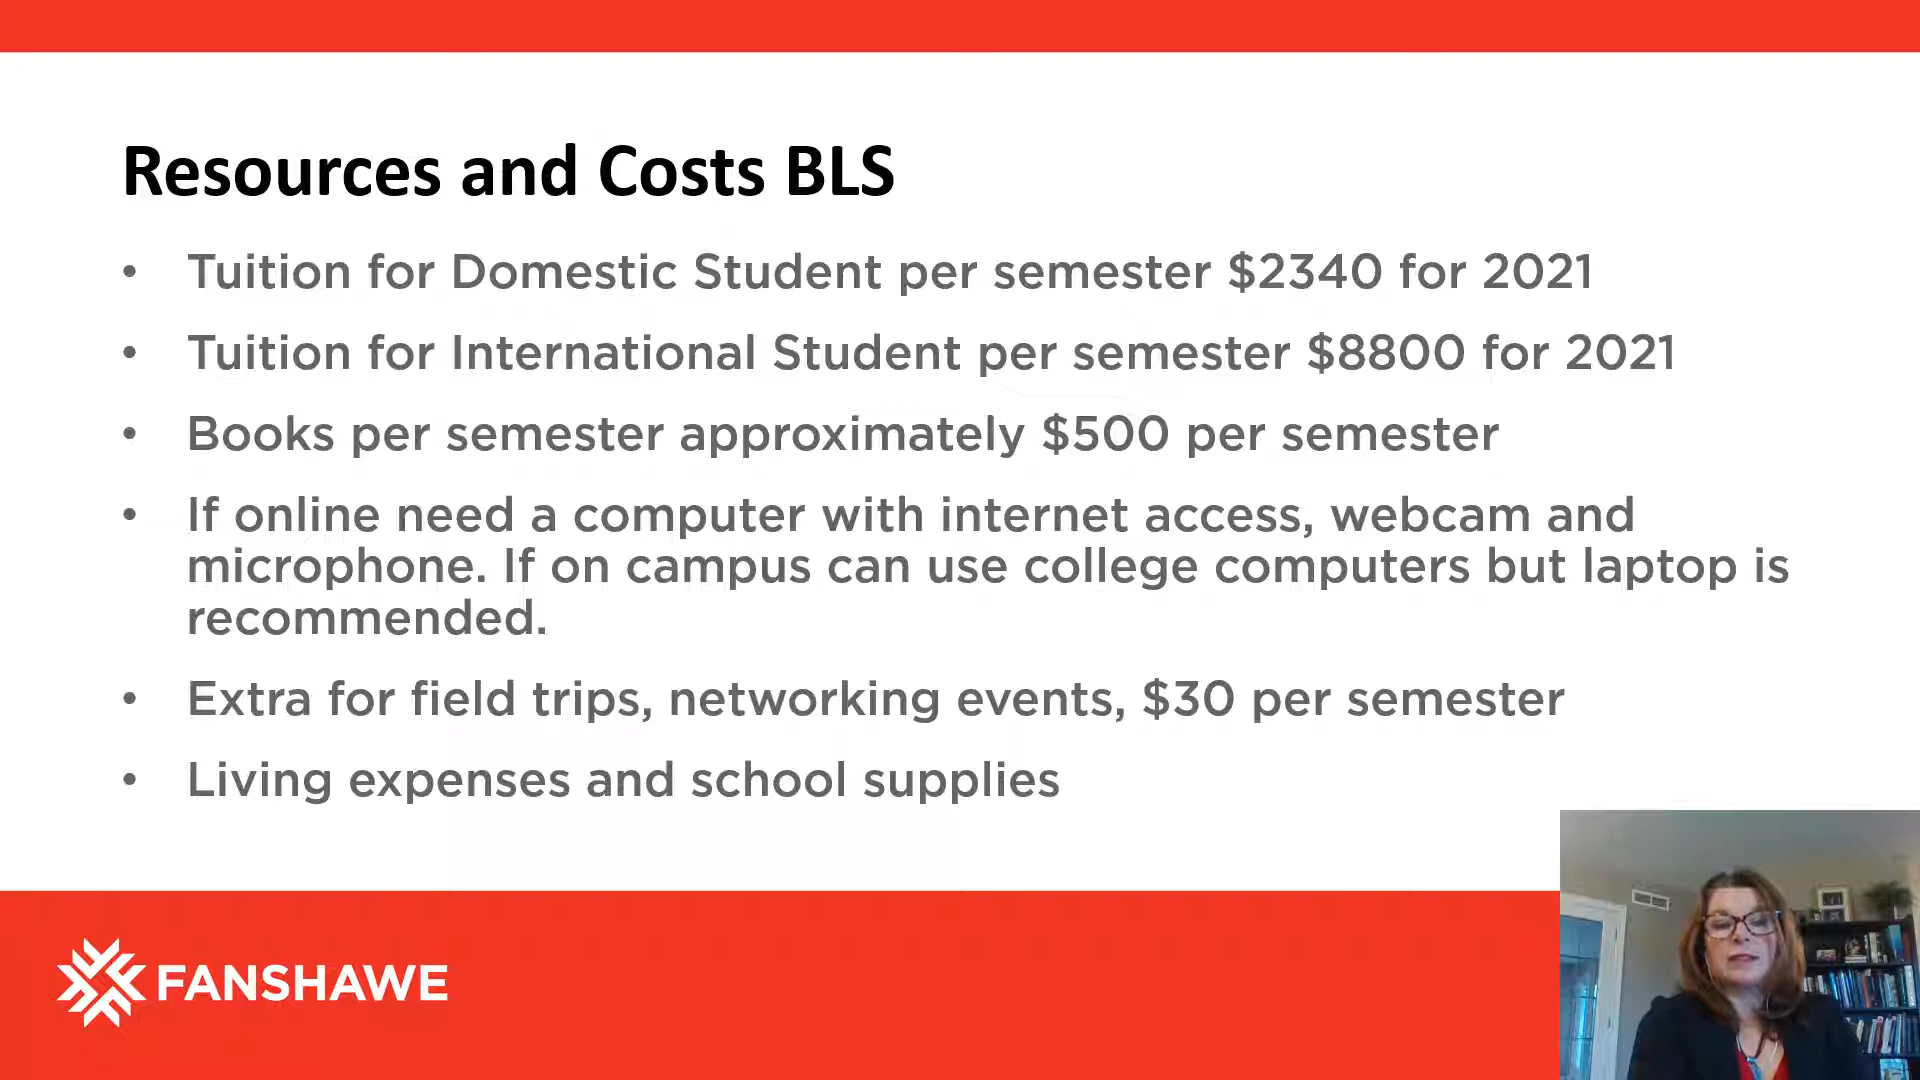 Resources and Costs BLS
• Tuition for Domestic Student per semester $2340 for 2021
• Tuition for International Student per semester $8800 for 2021
• Books per semester approximately $500 per semester
• If online need a computer with internet access, webcam and
microphone. If on campus can use college computers but laptop is
recommended.
• Extra for field trips, networking events, $30 per semester
• Living expenses and school supplies
FANSHAWE